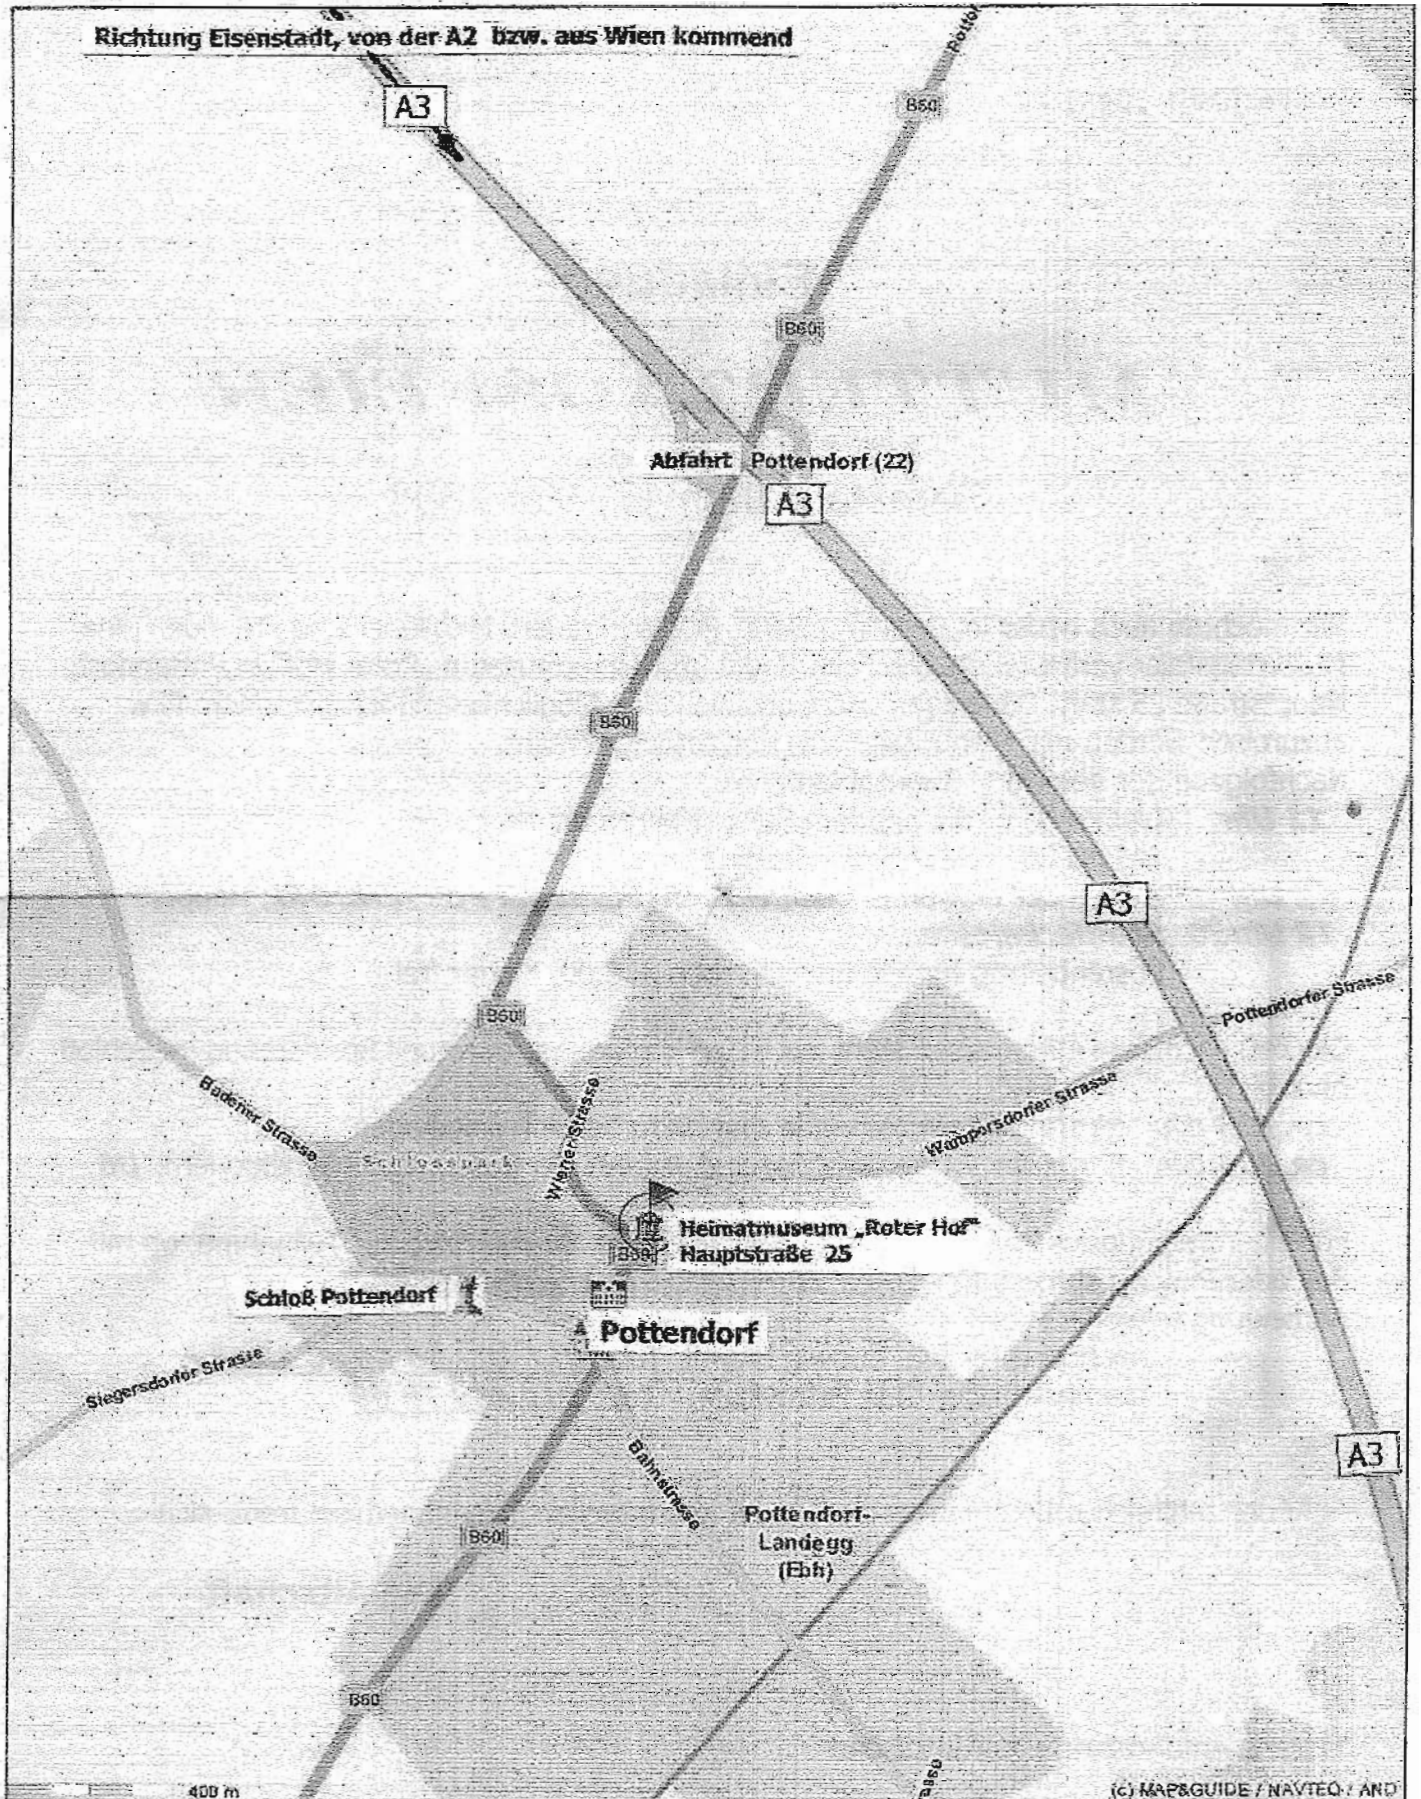 Richtung Eisenstadt, von der A2 bzw. aus Wien kommend
A3
B60
B60
Abfahrt Pottendorf (22)
A3
B60
A3
Pottendorfer Strasse
B60
Badener Strasse
Wiener Strasse
Wampersdorfer Strasse
Schlosspark
Heimatmuseum „Roter Hof“
Hauptstraße 25
B60
Schloß Pottendorf
Pottendorf
Siegersdorfer Strasse
Bahnstrasse
A3
Pottendorf-
Landegg
(Bbh)
B60
B60
400 m
(c) MAP&GUIDE / NAVTEQ / AND